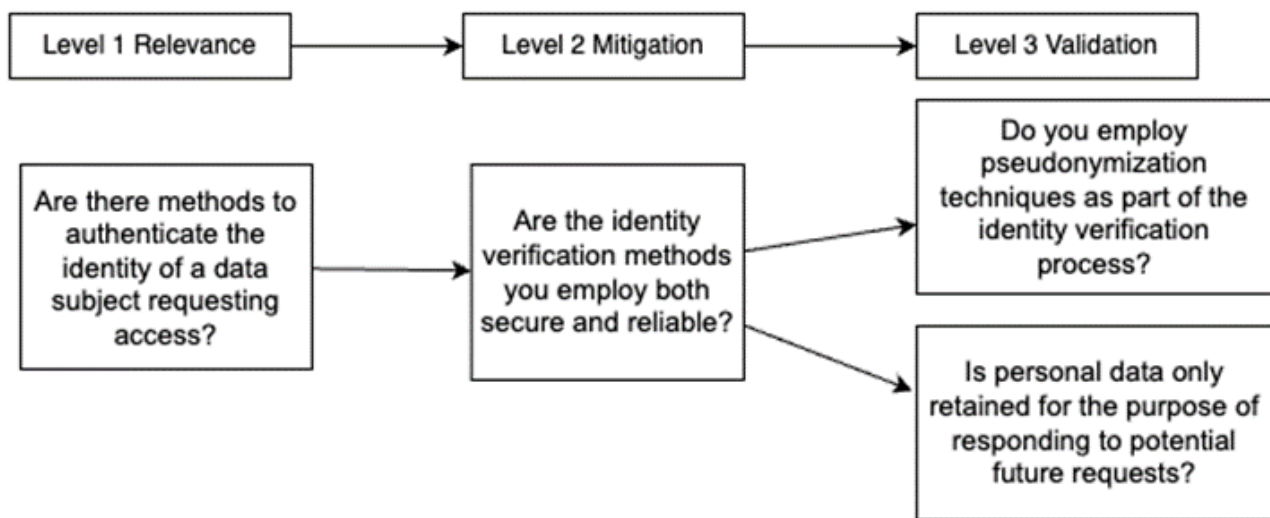 Level 1 Relevance
Level 2 Mitigation
Level 3 Validation
Are there methods to
authenticate the
identity of a data
subject requesting
access?
Are the identity
verification methods
you employ both
secure and reliable?
Do you employ
pseudonymization
techniques as part of the
identity verification
process?
Is personal data only
retained for the purpose of
responding to potential
future requests?